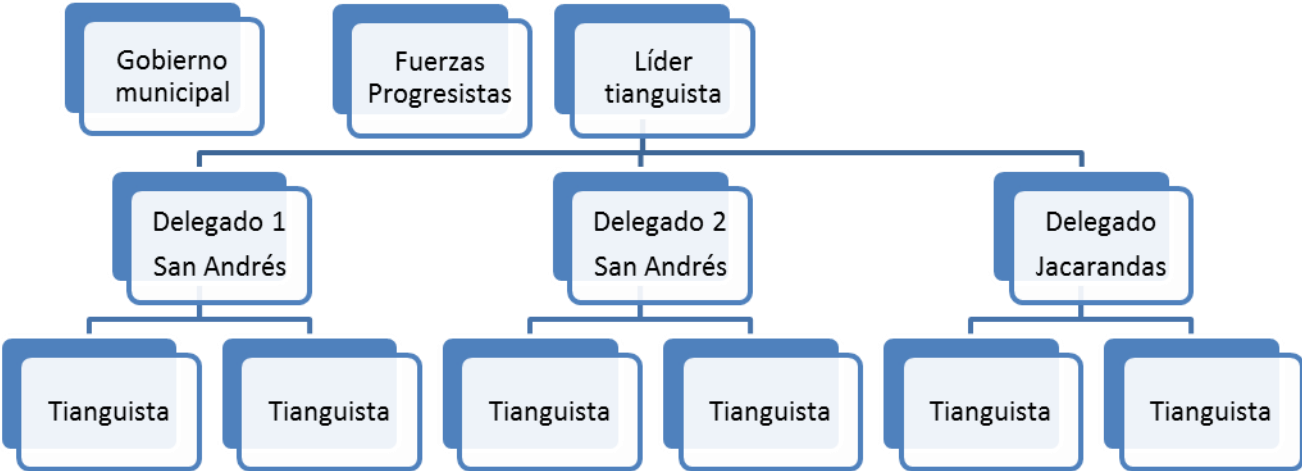 Gobierno
municipal
Fuerzas
Progresistas
Líder
tianguista
Delegado 1
San Andrés
Delegado 2
San Andrés
Delegado
Jacarandas
Tianguista
Tianguista
Tianguista
Tianguista
Tianguista
Tianguista